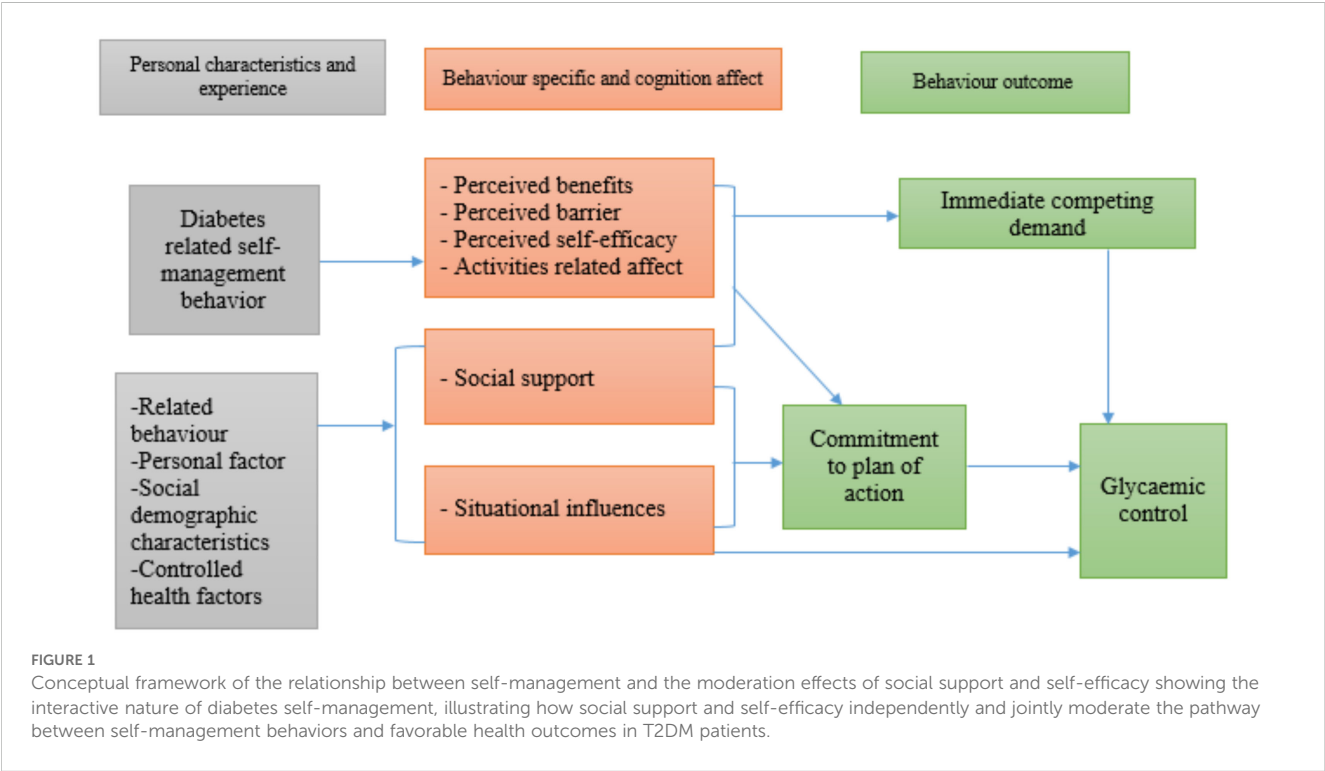 Personal characteristics and
experience
Behaviour specific and cognition affect
Behaviour outcome
Diabetes
related self-
management
behavior
- Perceived benefits
- Perceived barrier
- Perceived self-efficacy
- Activities related affect
Immediate competing
demand
-Related
behaviour
-Personal factor
-Social
demographic
characteristics
-Controlled
health factors
- Social support
- Situational influences
Commitment
to plan of
action
Glycaemic
control
FIGURE 1
Conceptual framework of the relationship between self-management and the moderation effects of social support and self-efficacy showing the
interactive nature of diabetes self-management, illustrating how social support and self-efficacy independently and jointly moderate the pathway
between self-management behaviors and favorable health outcomes in T2DM patients.